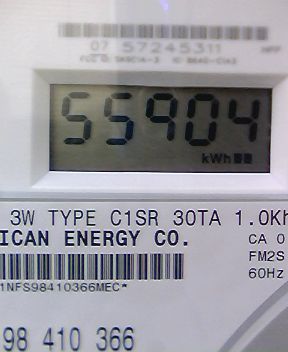 07 57245311
55904
kWh
3W TYPE C1SR 30TA 1.0Kh
ICAN ENERGY CO.
CA 0
FM2S
60Hz
1NFS98410366MEC*
98 410 366